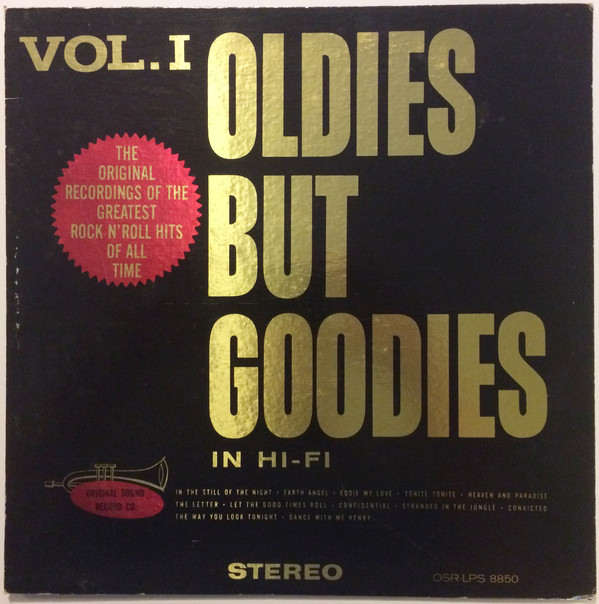 VOL. I
OLDIES
BUT
GOODIES
THE
ORIGINAL
RECORDINGS OF THE
GREATEST
ROCK N' ROLL HITS
OF ALL
TIME
IN HI-FI
ORIGINAL SOUND
RECORD CO.
IN THE STILL OF THE NIGHT • EARTH ANGEL • EDDIE MY LOVE • TONITE TONITE • HEAVEN AND PARADISE
THE LETTER • LET THE GOOD TIMES ROLL • CONFIDENTIAL • STRANDED IN THE JUNGLE • CONVICTED
THE WAY YOU LOOK TONIGHT • DANCE WITH ME HENRY
STEREO
OSR-LPS 8850